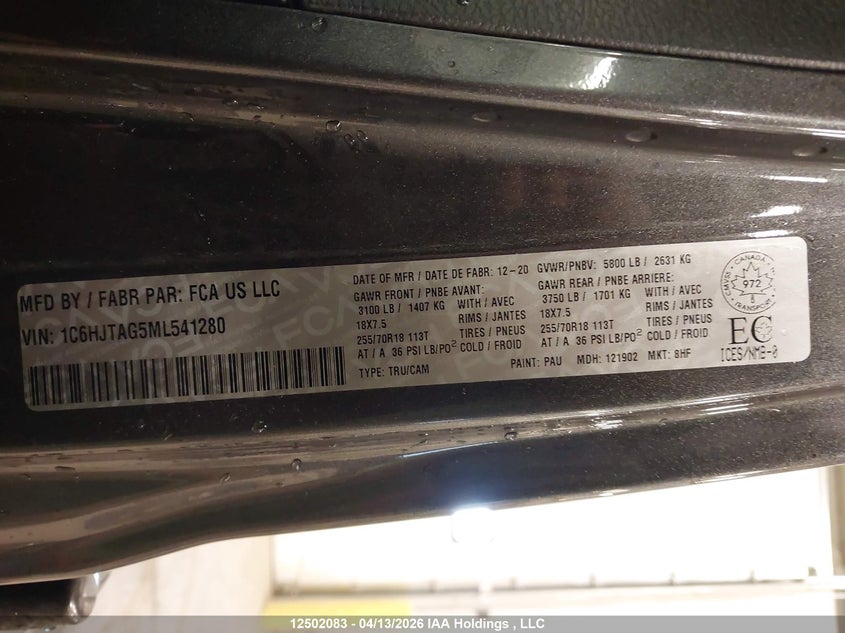 MFD BY / FABR PAR: FCA US LLC
VIN: 1C6HJTAG5ML541280
DATE OF MFR / DATE DE FABR: 12-20 GVWR/PNBV: 5800 LB / 2631 KG
GAWR FRONT / PNBE AVANT:
3100 LB / 1407 KG WITH / AVEC
18X7.5 RIMS / JANTES
255/70R18 113T TIRES / PNEUS
AT / A 36 PSI LB/PO² COLD / FROID
GAWR REAR / PNBE ARRIERE:
3750 LB / 1701 KG WITH / AVEC
18X7.5 RIMS / JANTES
255/70R18 113T TIRES / PNEUS
AT / A 36 PSI LB/PO² COLD / FROID
TYPE: TRU/CAM PAINT: PAU MDH: 121902 MKT: 8HF
CANADA
972
TRANSPORT
EC
ICES/NMB-0
12502083 - 04/13/2026 IAA Holdings , LLC